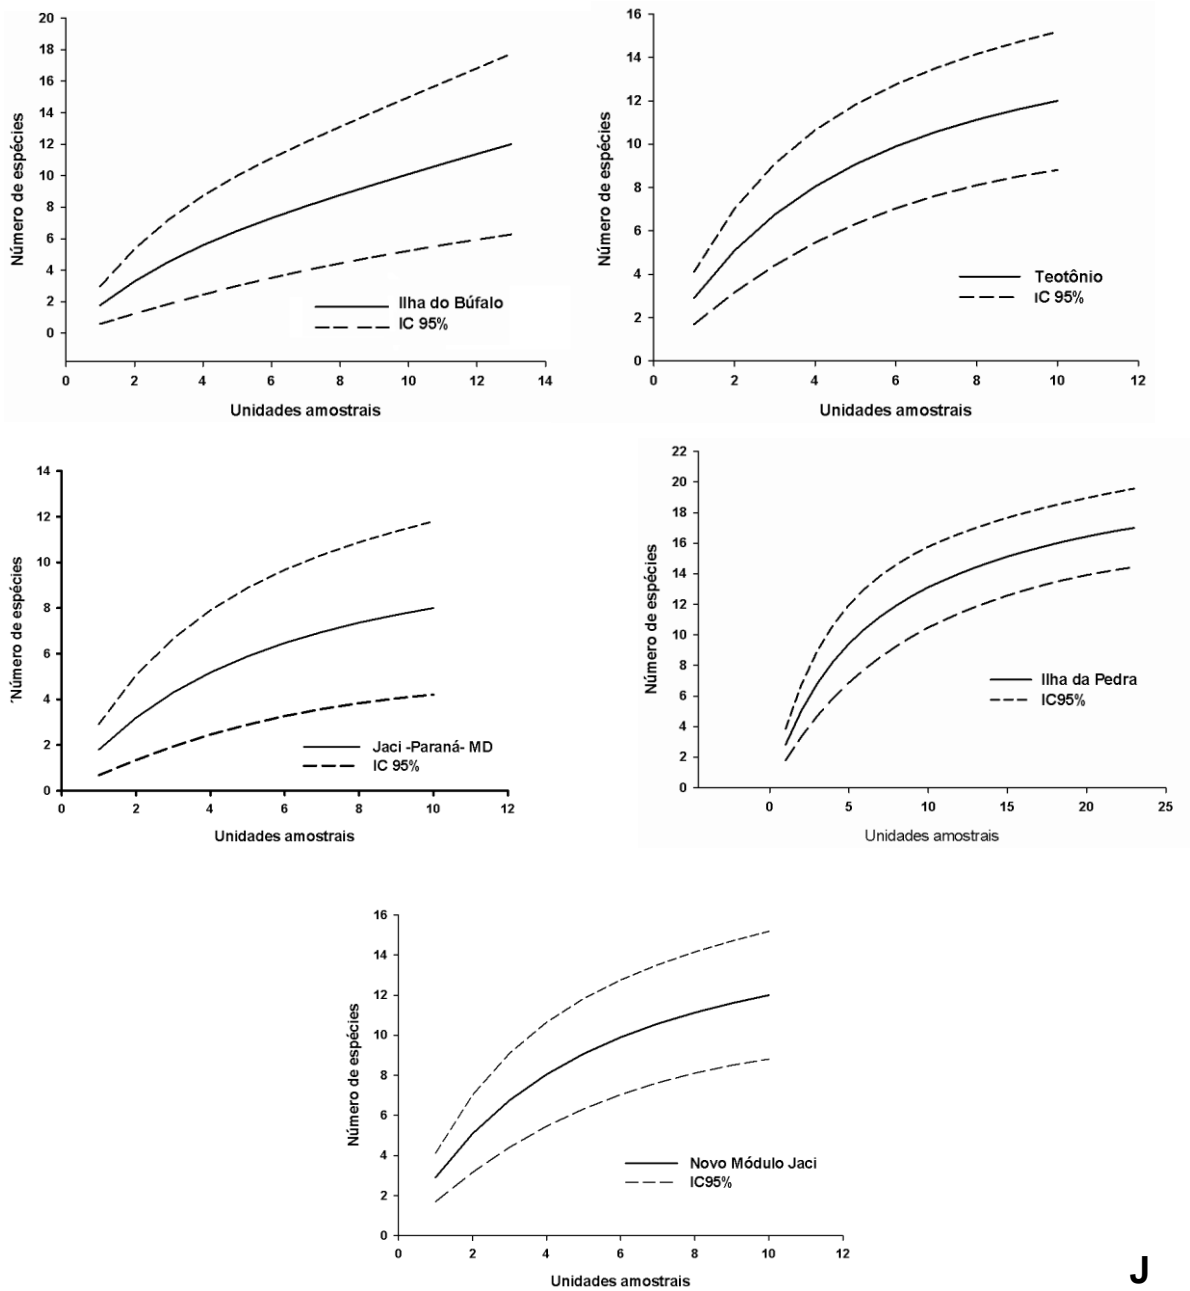 20
18
16
14
12
10
8
6
4
2
0
Número de espécies
Ilha do Búfalo
IC 95%
0 2 4 6 8 10 12 14
Unidades amostrais
16
14
12
10
8
6
4
2
0
Número de espécies
Teotônio
IC 95%
0 2 4 6 8 10 12
Unidades amostrais
14
12
10
8
6
4
2
0
´Número de espécies
Jaci -Paraná- MD
IC 95%
0 2 4 6 8 10 12
Unidades amostrais
22
20
18
16
14
12
10
8
6
4
2
0
Número de espécies
Ilha da Pedra
IC95%
0 5 10 15 20 25
Unidades amostrais
16
14
12
10
8
6
4
2
0
Número de espécies
Novo Módulo Jaci
IC95%
0 2 4 6 8 10 12
Unidades amostrais
J